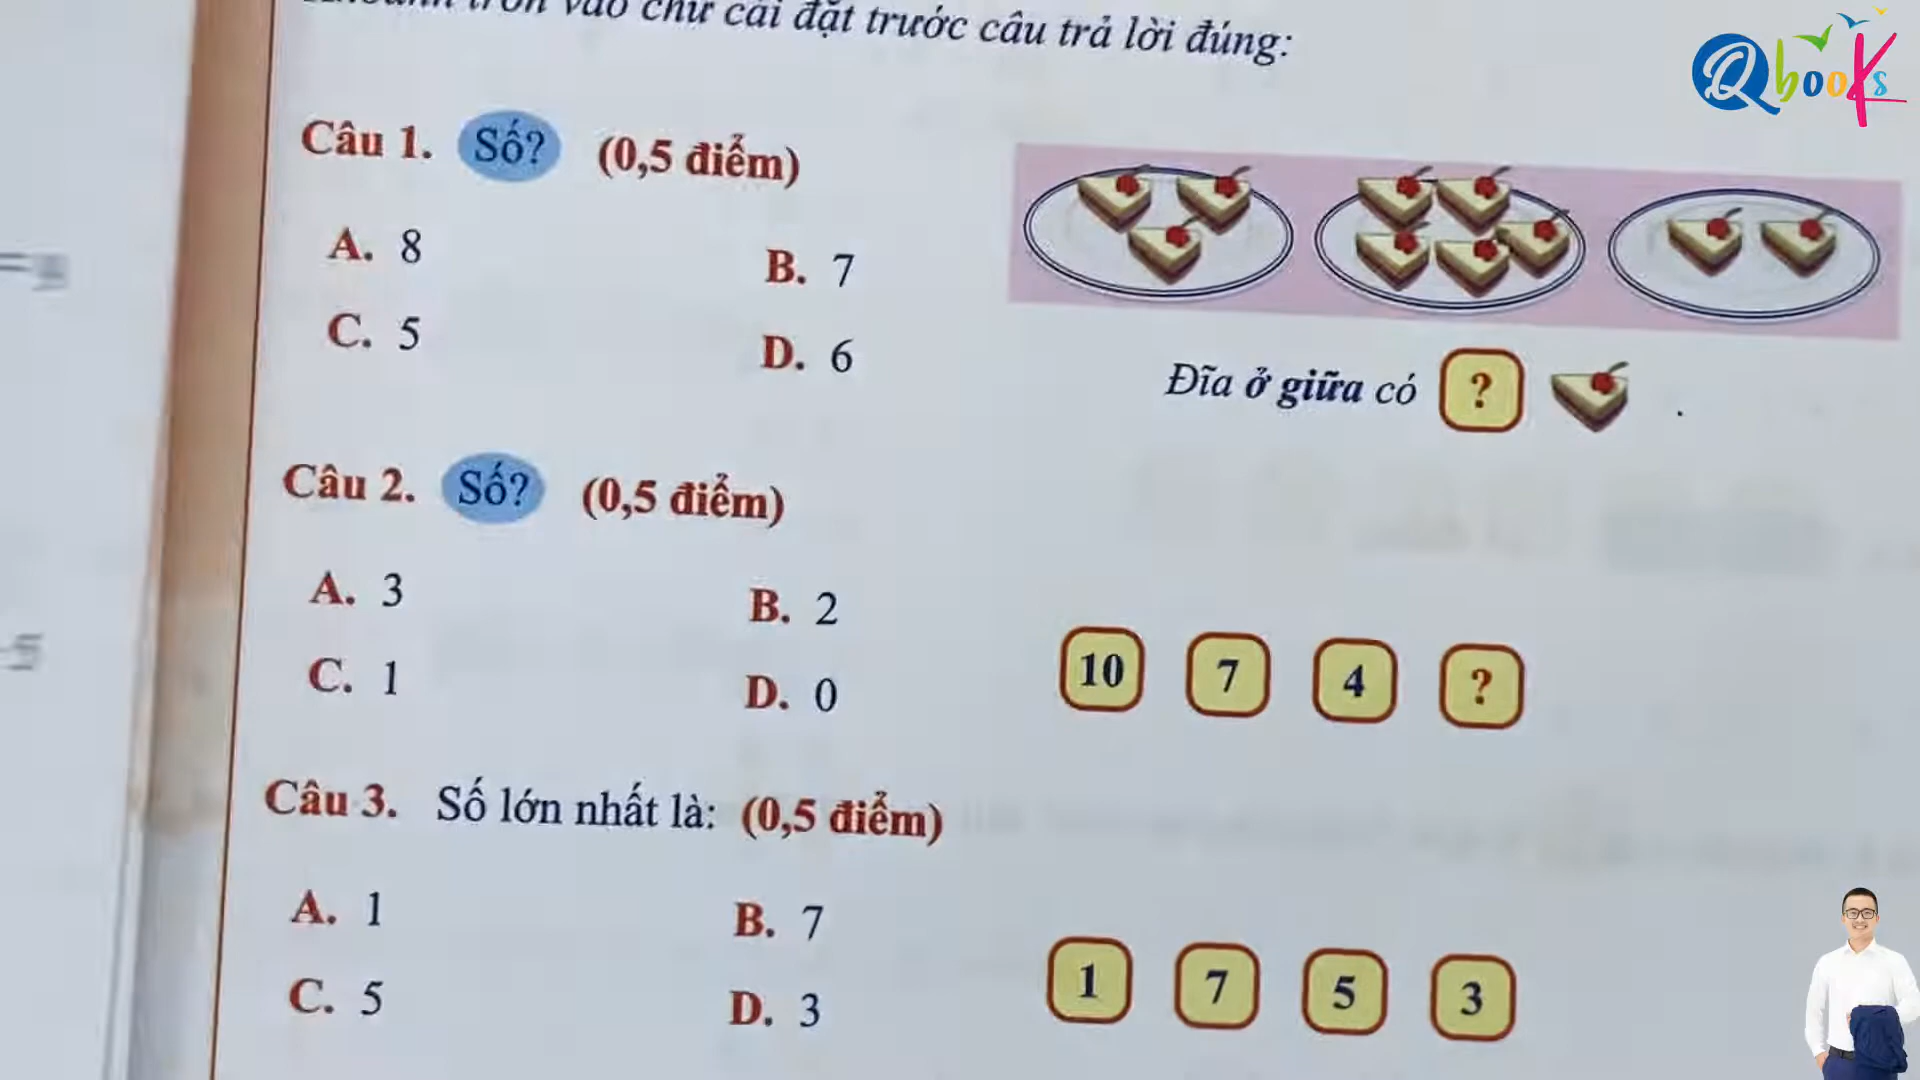 vào chữ cái đặt trước câu trả lời đúng:
Qbooks
Câu 1. Số? (0,5 điểm)
A. 8
B. 7
C. 5
D. 6
Đĩa ở giữa có ? .
Câu 2. Số? (0,5 điểm)
A. 3
B. 2
C. 1
D. 0
10 7 4 ?
Câu 3. Số lớn nhất là: (0,5 điểm)
A. 1
B. 7
C. 5
D. 3
1 7 5 3